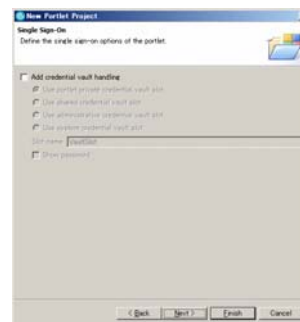 New Portlet Project
Single Sign-On
Define the single sign-on options of the portlet.
Add credential vault handling
Use portlet private credential vault slot
Use shared credential vault slot
Use administrative credential vault slot
Use system credential vault slot
Slot name: VaultSlot
Show password
< Back
Next >
Finish
Cancel